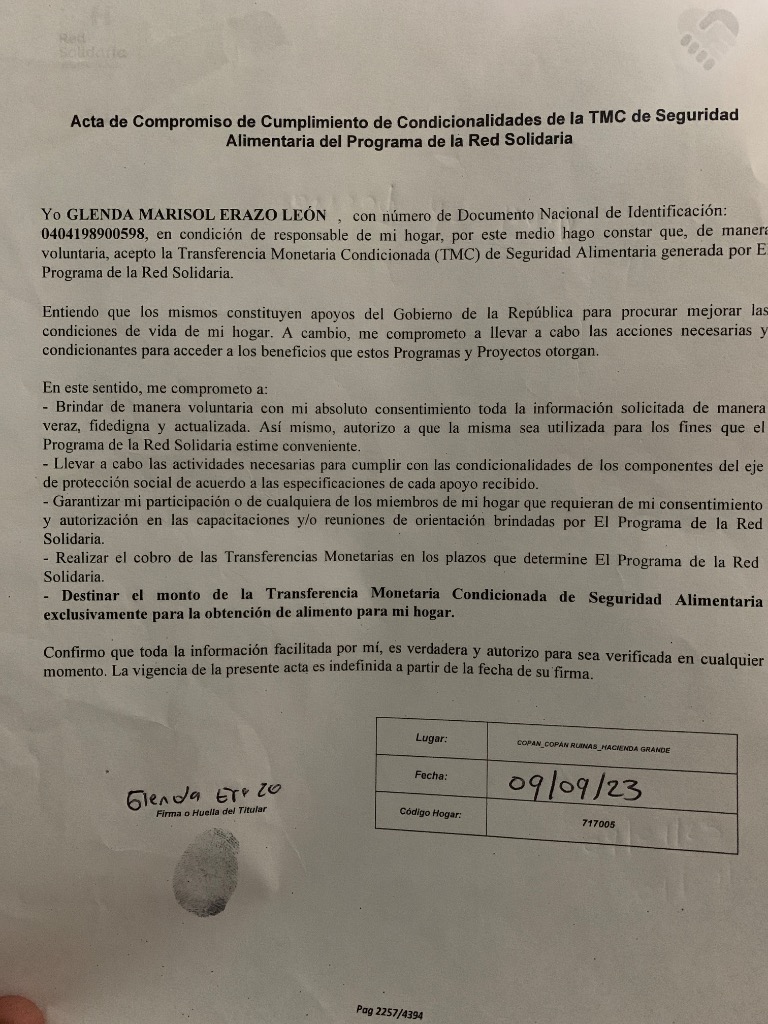 Red
Solidaria
Acta de Compromiso de Cumplimiento de Condicionalidades de la TMC de Seguridad
Alimentaria del Programa de la Red Solidaria
Yo GLENDA MARISOL ERAZO LEÓN , con número de Documento Nacional de Identificación:
0404198900598, en condición de responsable de mi hogar, por este medio hago constar que, de manera
voluntaria, acepto la Transferencia Monetaria Condicionada (TMC) de Seguridad Alimentaria generada por E
Programa de la Red Solidaria.
Entiendo que los mismos constituyen apoyos del Gobierno de la República para procurar mejorar las
condiciones de vida de mi hogar. A cambio, me comprometo a llevar a cabo las acciones necesarias y
condicionantes para acceder a los beneficios que estos Programas y Proyectos otorgan.
En este sentido, me comprometo a:
- Brindar de manera voluntaria con mi absoluto consentimiento toda la información solicitada de manera
veraz, fidedigna y actualizada. Así mismo, autorizo a que la misma sea utilizada para los fines que el
Programa de la Red Solidaria estime conveniente.
- Llevar a cabo las actividades necesarias para cumplir con las condicionalidades de los componentes del eje
de protección social de acuerdo a las especificaciones de cada apoyo recibido.
- Garantizar mi participación o de cualquiera de los miembros de mi hogar que requieran de mi consentimiento
y autorización en las capacitaciones y/o reuniones de orientación brindadas por El Programa de la Red
Solidaria.
- Realizar el cobro de las Transferencias Monetarias en los plazos que determine El Programa de la Red
Solidaria.
- Destinar el monto de la Transferencia Monetaria Condicionada de Seguridad Alimentaria
exclusivamente para la obtención de alimento para mi hogar.
Confirmo que toda la información facilitada por mí, es verdadera y autorizo para sea verificada en cualquier
momento. La vigencia de la presente acta es indefinida a partir de la fecha de su firma.
Lugar: COPAN_COPÁN RUINAS_HACIENDA GRANDE
Fecha: 09/09/23
Código Hogar: 717005
Glenda Erazo
Firma o Huella del Titular
Pag 2257/4394